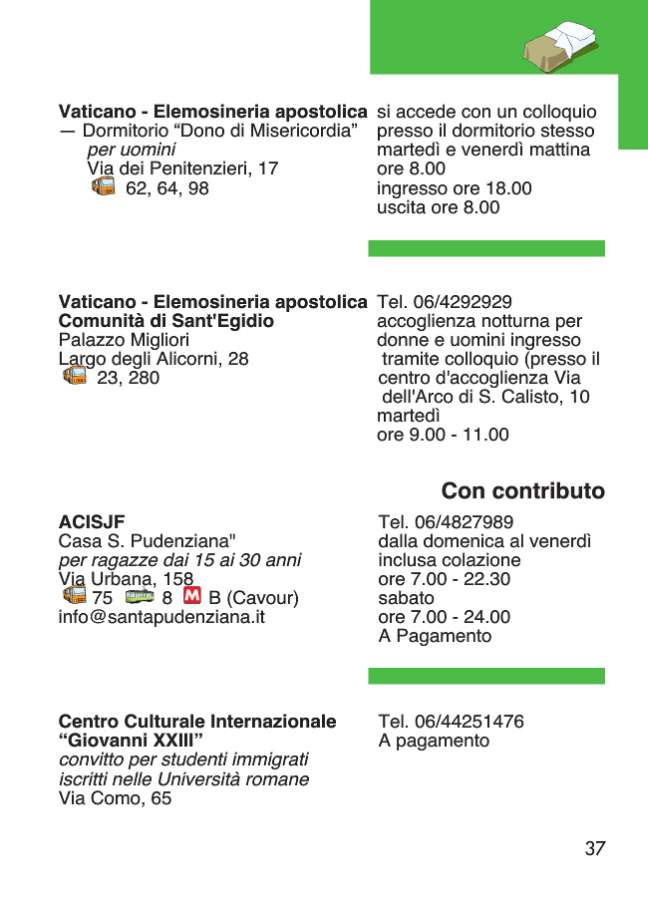 Vaticano - Elemosineria apostolica
— Dormitorio “Dono di Misericordia”
per uomini
Via dei Penitenzieri, 17
62, 64, 98
si accede con un colloquio
presso il dormitorio stesso
martedì e venerdì mattina
ore 8.00
ingresso ore 18.00
uscita ore 8.00
Vaticano - Elemosineria apostolica
Comunità di Sant'Egidio
Palazzo Migliori
Largo degli Alicorni, 28
23, 280
Tel. 06/4292929
accoglienza notturna per
donne e uomini ingresso
tramite colloquio (presso il
centro d'accoglienza Via
dell'Arco di S. Calisto, 10
martedì
ore 9.00 - 11.00
Con contributo
ACISJF
Casa S. Pudenziana"
per ragazze dai 15 ai 30 anni
Via Urbana, 158
75 8 M B (Cavour)
info@santapudenziana.it
Tel. 06/4827989
dalla domenica al venerdì
inclusa colazione
ore 7.00 - 22.30
sabato
ore 7.00 - 24.00
A Pagamento
Centro Culturale Internazionale
“Giovanni XXIII”
convitto per studenti immigrati
iscritti nelle Università romane
Via Como, 65
Tel. 06/44251476
A pagamento
37